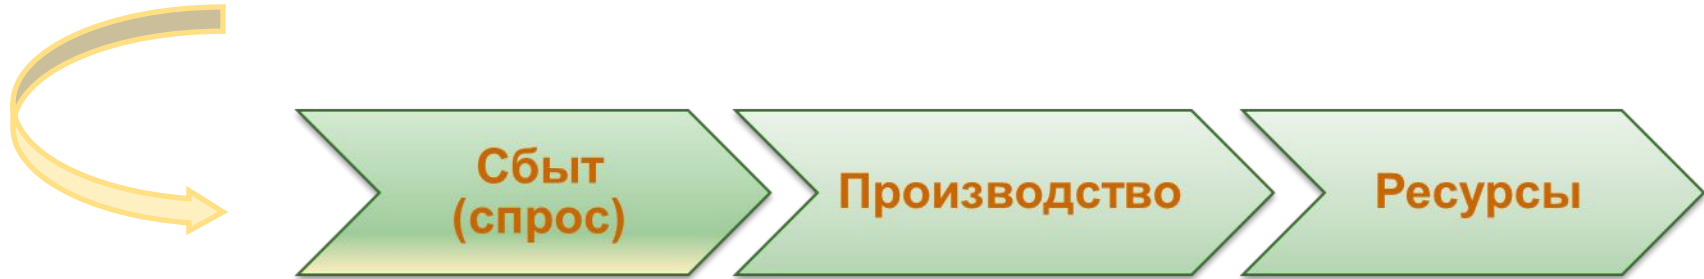 Сбыт
(спрос)
Производство
Ресурсы